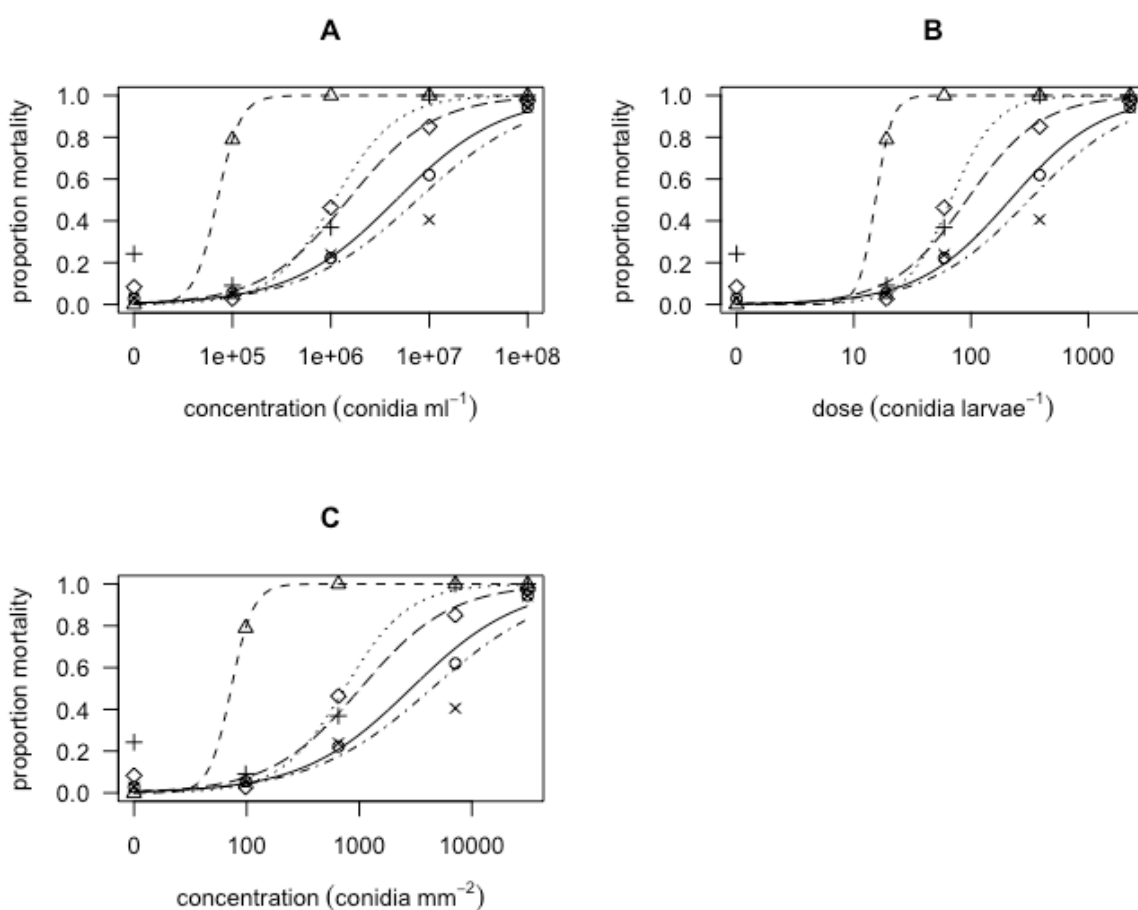 A
proportion mortality
1.0
0.8
0.6
0.4
0.2
0.0
0 1e+05 1e+06 1e+07 1e+08
concentration (conidia ml⁻¹)
B
proportion mortality
1.0
0.8
0.6
0.4
0.2
0.0
0 10 100 1000
dose (conidia larvae⁻¹)
C
proportion mortality
1.0
0.8
0.6
0.4
0.2
0.0
0 100 1000 10000
concentration (conidia mm⁻²)